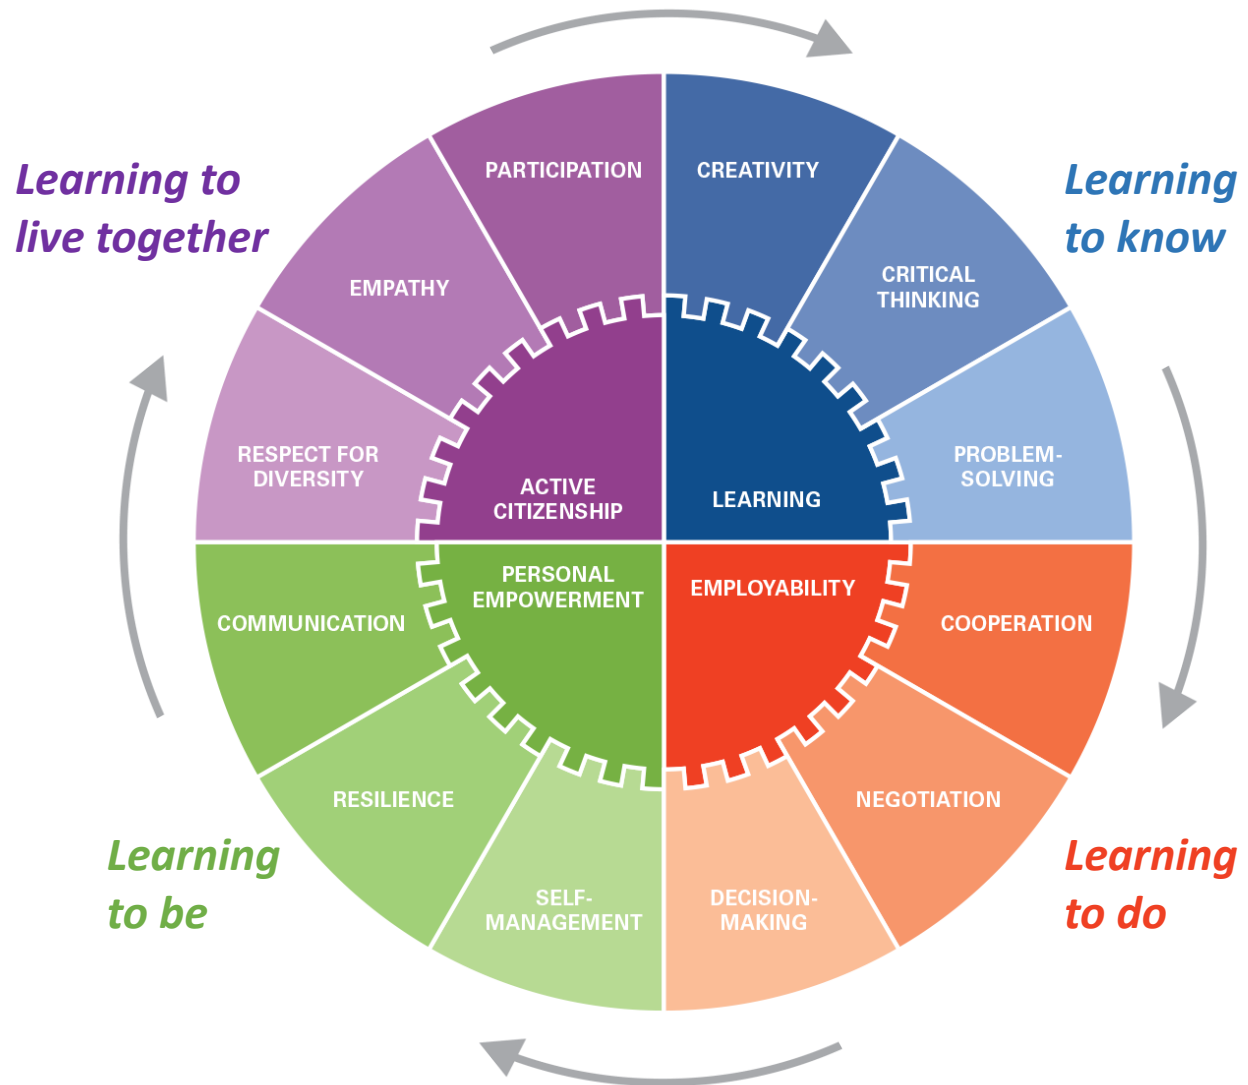 PARTICIPATION
CREATIVITY
Learning to
live together
Learning
to know
EMPATHY
CRITICAL
THINKING
RESPECT FOR
DIVERSITY
PROBLEM-
SOLVING
ACTIVE
CITIZENSHIP
LEARNING
PERSONAL
EMPOWERMENT
EMPLOYABILITY
COMMUNICATION
COOPERATION
RESILIENCE
NEGOTIATION
Learning
to be
Learning
to do
SELF-
MANAGEMENT
DECISION-
MAKING